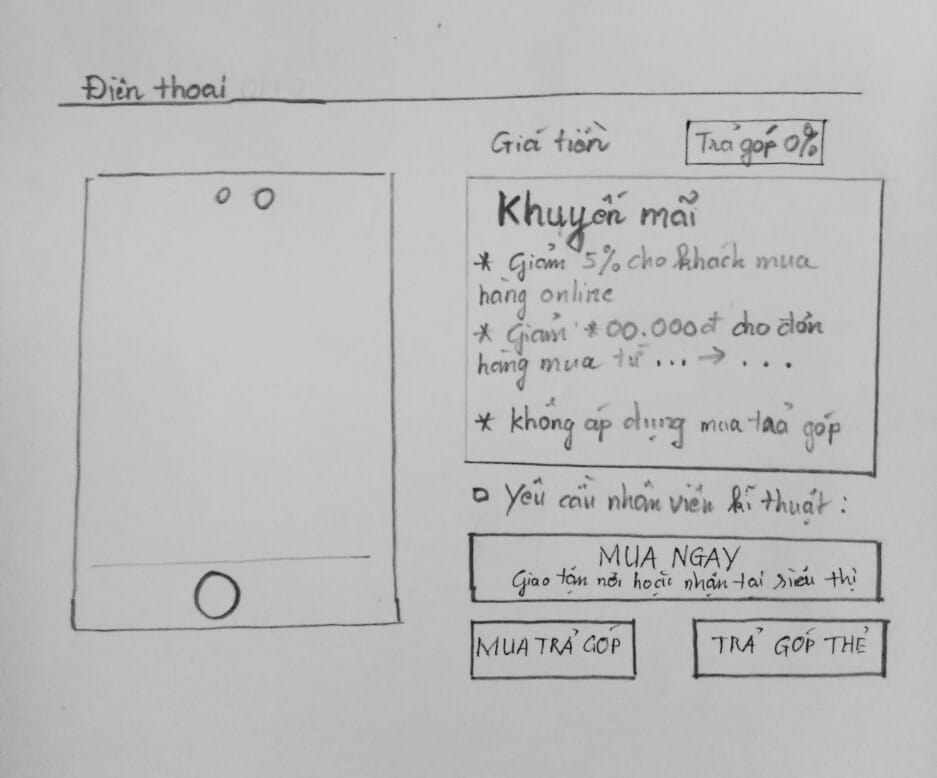 Điện thoại
Giá tiền
Trả góp 0%
Khuyến mãi
* Giảm 5% cho khách mua
hàng online
* Giảm *00.000đ cho đơn
hàng mua từ ... → ...
* Không áp dụng mua trả góp
Yêu cầu nhân viên kĩ thuật:
MUA NGAY
Giao tận nơi hoặc nhận tại siêu thị
MUA TRẢ GÓP
TRẢ GÓP THẺ